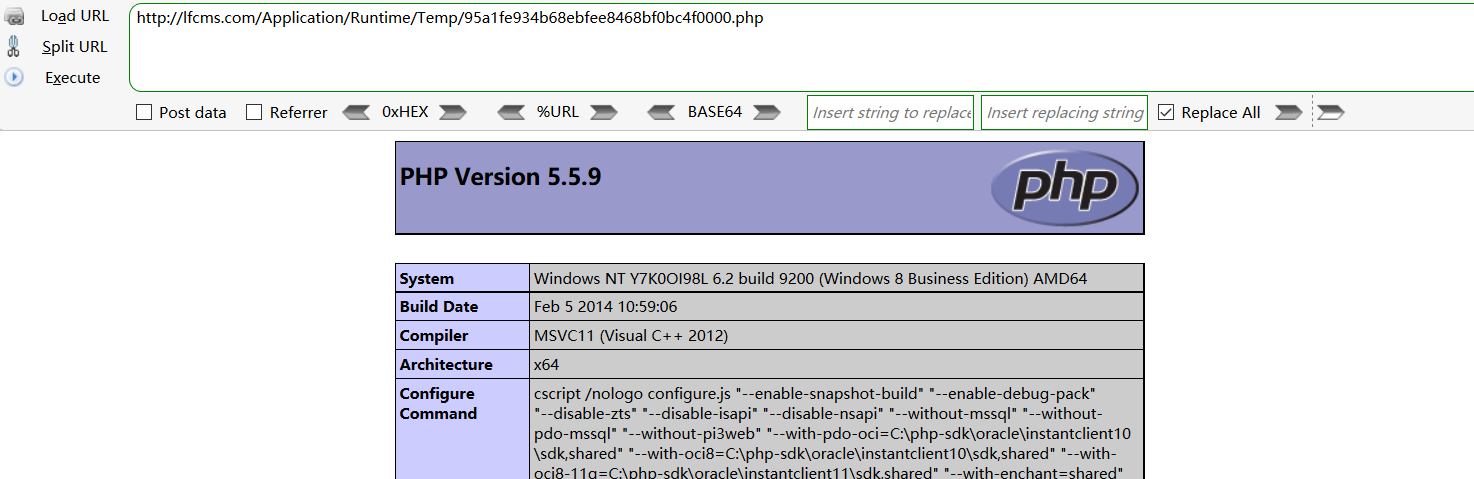 Load URL
http://lfcms.com/Application/Runtime/Temp/95a1fe934b68ebfee8468bf0bc4f0000.php
Split URL
Execute
Post data Referrer 0xHEX %URL BASE64 Insert string to replace Insert replacing string Replace All
PHP Version 5.5.9
php
System Windows NT Y7K0OI98L 6.2 build 9200 (Windows 8 Business Edition) AMD64
Build Date Feb 5 2014 10:59:06
Compiler MSVC11 (Visual C++ 2012)
Architecture x64
Configure Command cscript /nologo configure.js "--enable-snapshot-build" "--enable-debug-pack"
"--disable-zts" "--disable-isapi" "--disable-nsapi" "--without-mssql" "--without-
pdo-mssql" "--without-pi3web" "--with-pdo-oci=C:\php-sdk\oracle\instantclient10
\sdk,shared" "--with-oci8=C:\php-sdk\oracle\instantclient10\sdk,shared" "--with-
oci8-11g=C:\php-sdk\oracle\instantclient11\sdk,shared" "--with-enchant=shared"